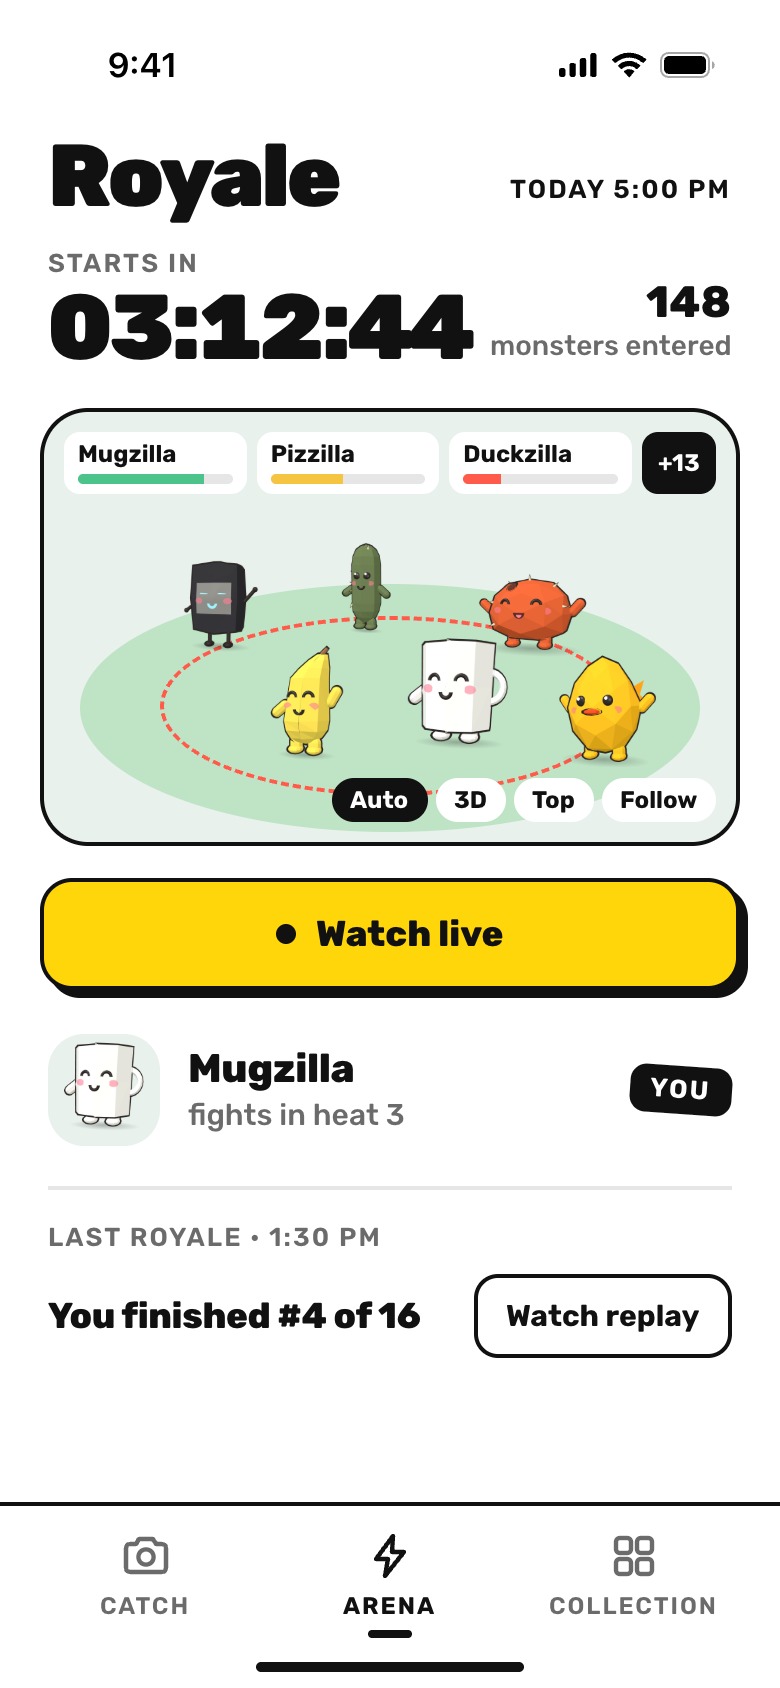 9:41
Royale
TODAY 5:00 PM
STARTS IN
03:12:44
148
monsters entered
Mugzilla
Pizzilla
Duckzilla
+13
Auto
3D
Top
Follow
Watch live
Mugzilla
fights in heat 3
YOU
LAST ROYALE • 1:30 PM
You finished #4 of 16
Watch replay
CATCH
ARENA
COLLECTION